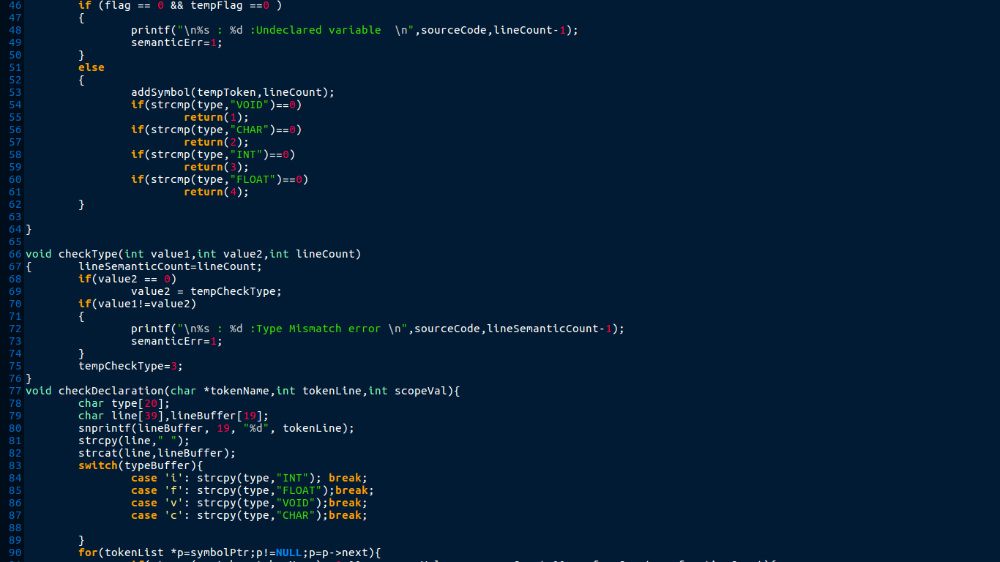 46 if (flag == 0 && tempFlag ==0 )
47 {
48 printf("\n%s : %d :Undeclared variable  \n",sourceCode,lineCount-1);
49 semanticErr=1;
50 }
51 else
52 {
53 addSymbol(tempToken,lineCount);
54 if(strcmp(type,"VOID")==0)
55 return(1);
56 if(strcmp(type,"CHAR")==0)
57 return(2);
58 if(strcmp(type,"INT")==0)
59 return(3);
60 if(strcmp(type,"FLOAT")==0)
61 return(4);
62 }
63
64 }
65
66 void checkType(int value1,int value2,int lineCount)
67 { lineSemanticCount=lineCount;
68 if(value2 == 0)
69 value2 = tempCheckType;
70 if(value1!=value2)
71 {
72 printf("\n%s : %d :Type Mismatch error \n",sourceCode,lineSemanticCount-1);
73 semanticErr=1;
74 }
75 tempCheckType=3;
76 }
77 void checkDeclaration(char *tokenName,int tokenLine,int scopeVal){
78 char type[20];
79 char line[39],lineBuffer[19];
80 snprintf(lineBuffer, 19, "%d", tokenLine);
81 strcpy(line," ");
82 strcat(line,lineBuffer);
83 switch(typeBuffer){
84 case 'i': strcpy(type,"INT"); break;
85 case 'f': strcpy(type,"FLOAT");break;
86 case 'v': strcpy(type,"VOID");break;
87 case 'c': strcpy(type,"CHAR");break;
88
89 }
90 for(tokenList *p=symbolPtr;p!=NULL;p=p->next){